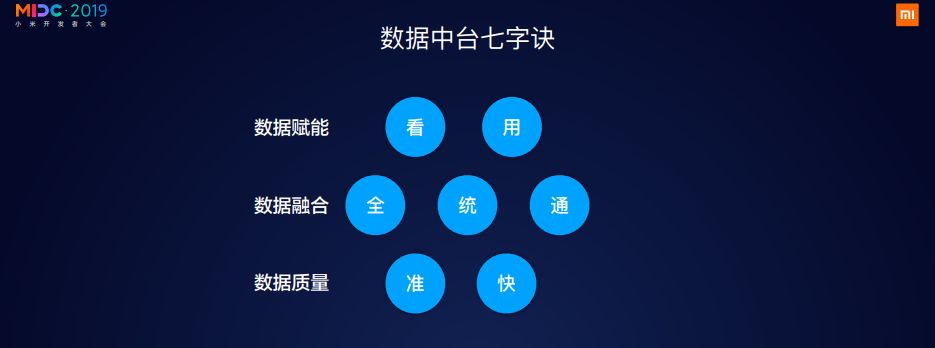 MIDC·2019
小米开发者大会
数据中台七字诀
数据赋能 看 用
数据融合 全 统 通
数据质量 准 快